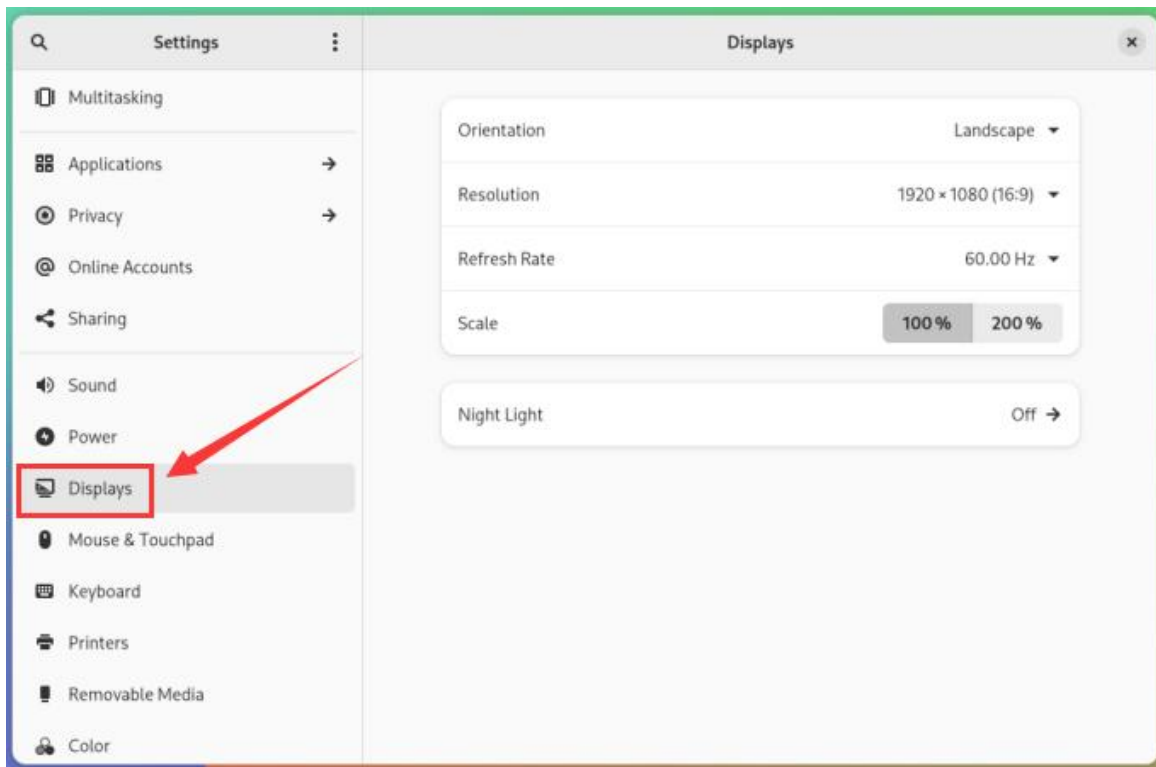 Settings
Displays
Multitasking
Applications
Privacy
Online Accounts
Sharing
Sound
Power
Displays
Mouse & Touchpad
Keyboard
Printers
Removable Media
Color
Orientation
Landscape
Resolution
1920 × 1080 (16:9)
Refresh Rate
60.00 Hz
Scale
100 %
200 %
Night Light
Off